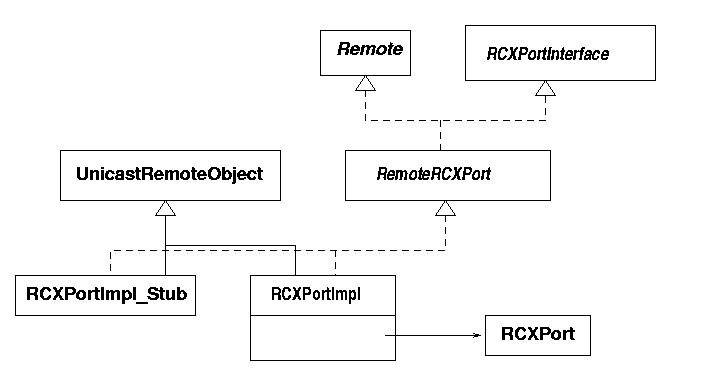 Remote
RCXPortInterface
UnicastRemoteObject
RemoteRCXPort
RCXPortImpl_Stub
RCXPortImpl
RCXPort